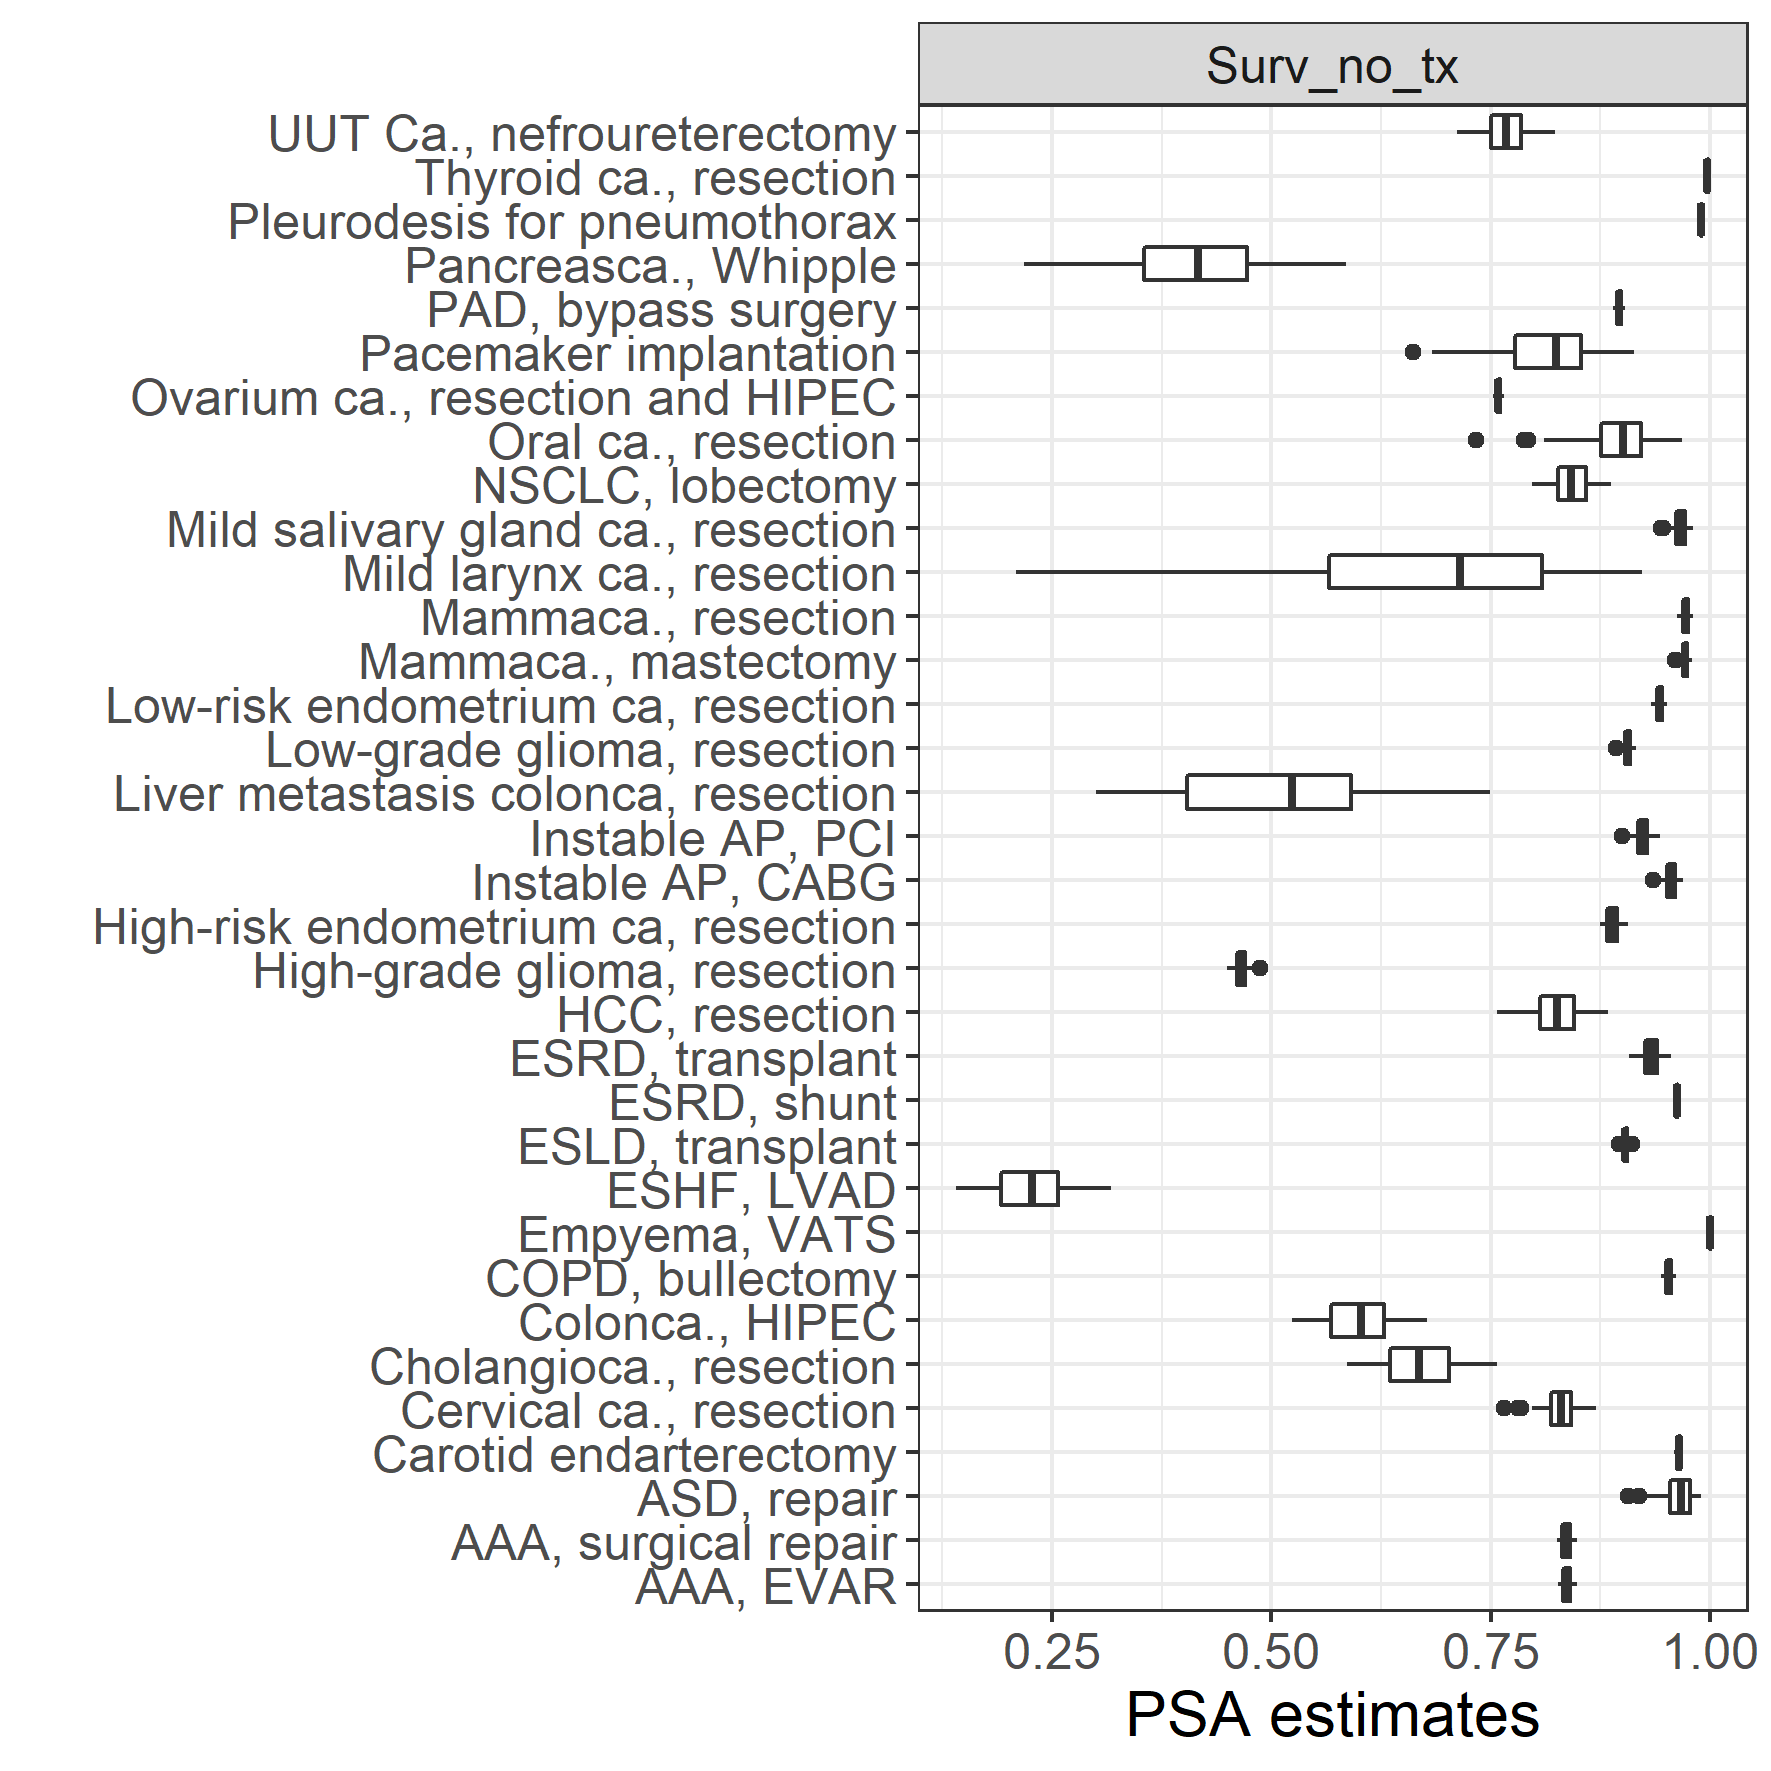 Surv_no_tx
UUT Ca., nefroureterectomy
Thyroid ca., resection
Pleurodesis for pneumothorax
Pancreasca., Whipple
PAD, bypass surgery
Pacemaker implantation
Ovarium ca., resection and HIPEC
Oral ca., resection
NSCLC, lobectomy
Mild salivary gland ca., resection
Mild larynx ca., resection
Mammaca., resection
Mammaca., mastectomy
Low-risk endometrium ca, resection
Low-grade glioma, resection
Liver metastasis colonca, resection
Instable AP, PCI
Instable AP, CABG
High-risk endometrium ca, resection
High-grade glioma, resection
HCC, resection
ESRD, transplant
ESRD, shunt
ESLD, transplant
ESHF, LVAD
Empyema, VATS
COPD, bullectomy
Colonca., HIPEC
Cholangioca., resection
Cervical ca., resection
Carotid endarterectomy
ASD, repair
AAA, surgical repair
AAA, EVAR
0.25 0.50 0.75 1.00
PSA estimates